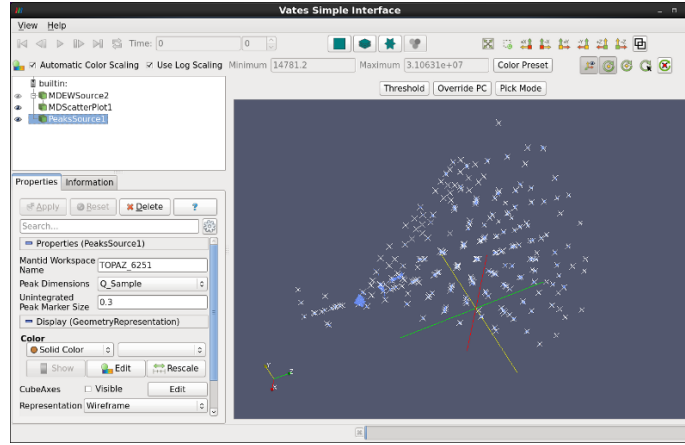 Vates Simple Interface
View Help
Time: 0 0
Automatic Color Scaling Use Log Scaling Minimum 14781.2 Maximum 3.10631e+07 Color Preset
builtin:
MDEWSource2
MDScatterPlot1
PeaksSource1
Threshold Override PC Pick Mode
Properties Information
Apply Reset Delete ?
Search...
Properties (PeaksSource1)
Mantid Workspace Name TOPAZ_6251
Peak Dimensions Q_Sample
Unintegrated Peak Marker Size 0.3
Display (GeometryRepresentation)
Color
Solid Color
Show Edit Rescale
CubeAxes Visible Edit
Representation Wireframe